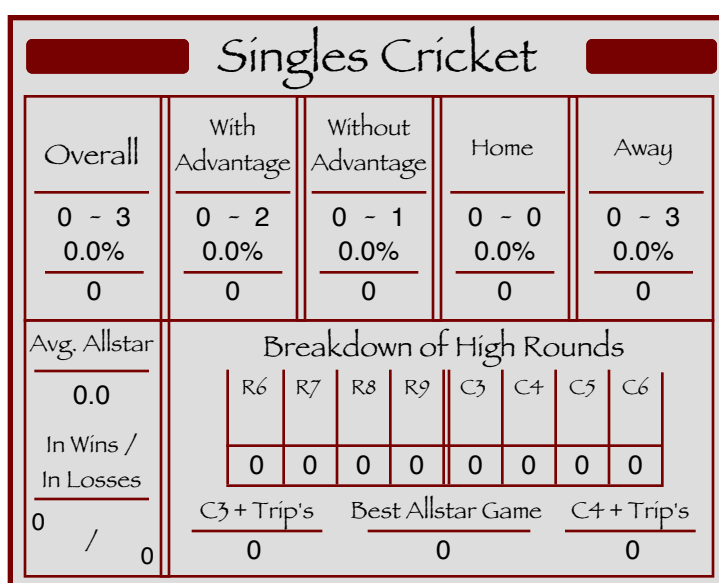 Singles Cricket
Overall
With Advantage
Without Advantage
Home
Away
0 ~ 3
0 ~ 2
0 ~ 1
0 ~ 0
0 ~ 3
0.0%
0.0%
0.0%
0.0%
0.0%
0
0
0
0
0
Avg. Allstar
0.0
In Wins /
In Losses
0
/
0
Breakdown of High Rounds
R6 R7 R8 R9 C3 C4 C5 C6
0 0 0 0 0 0 0 0
C3 + Trip's
Best Allstar Game
C4 + Trip's
0
0
0